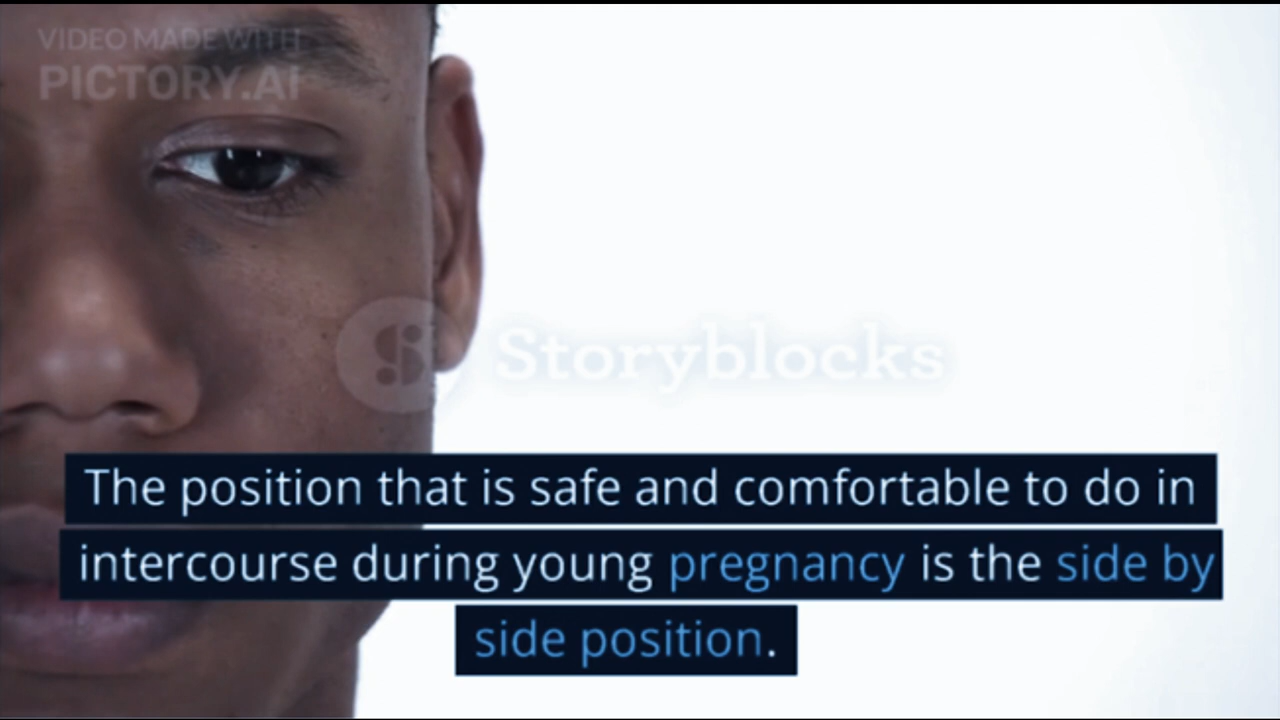 VIDEO MADE WITH
PICTORY.AI
Storyblocks
The position that is safe and comfortable to do in
intercourse during young pregnancy is the side by
side position.